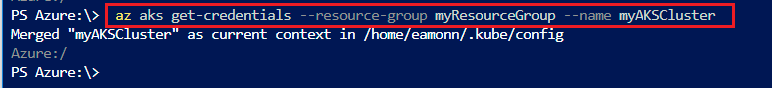 PS Azure:\> az aks get-credentials --resource-group myResourceGroup --name myAKSCluster
Merged "myAKSCluster" as current context in /home/eamonn/.kube/config
Azure:/
PS Azure:\>